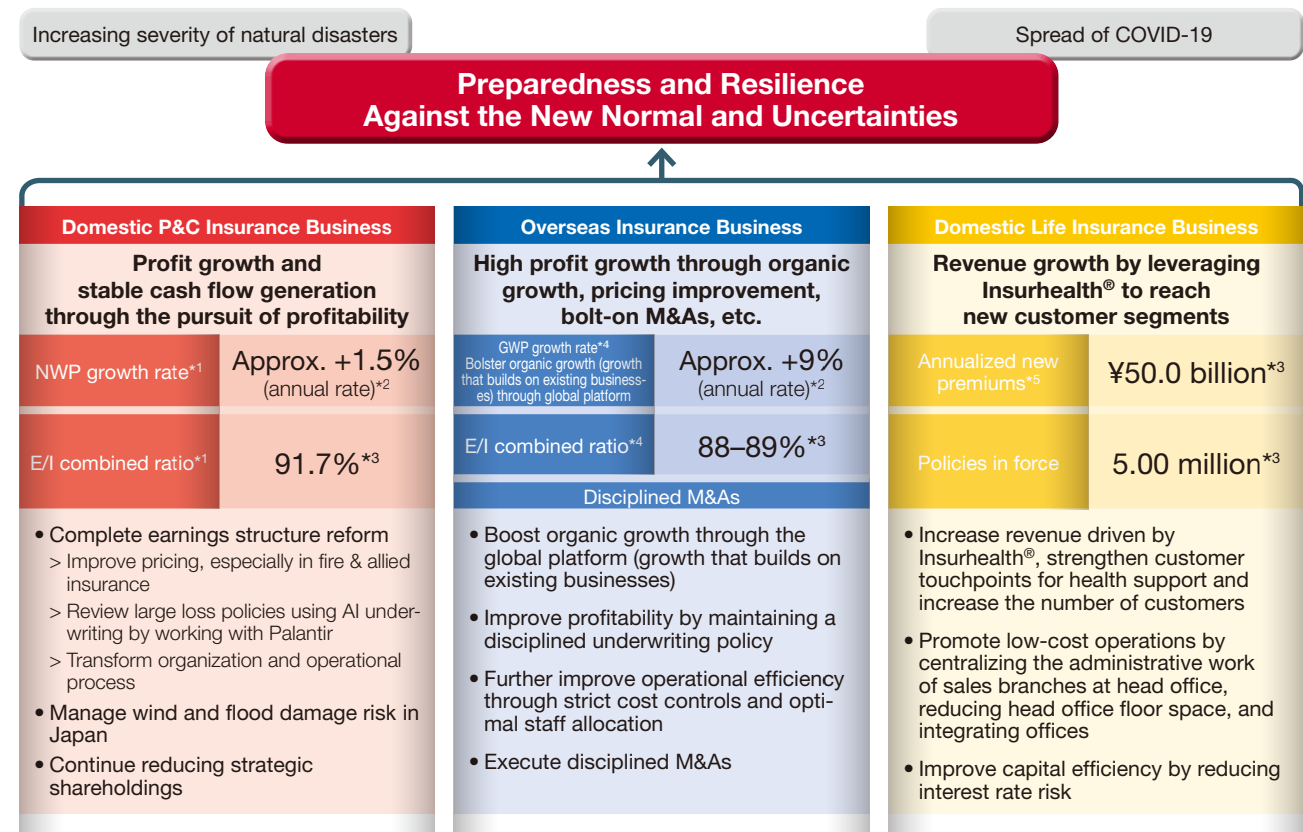 Increasing severity of natural disasters
Spread of COVID-19
Preparedness and Resilience
Against the New Normal and Uncertainties
Domestic P&C Insurance Business
Profit growth and
stable cash flow generation
through the pursuit of profitability
NWP growth rate*1
Approx. +1.5%
(annual rate)*2
E/I combined ratio*1
91.7%*3
• Complete earnings structure reform
> Improve pricing, especially in fire & allied
insurance
> Review large loss policies using AI under-
writing by working with Palantir
> Transform organization and operational
process
• Manage wind and flood damage risk in
Japan
• Continue reducing strategic
shareholdings
Overseas Insurance Business
High profit growth through organic
growth, pricing improvement,
bolt-on M&As, etc.
GWP growth rate*4
Bolster organic growth (growth
that builds on existing business-
es) through global platform
Approx. +9%
(annual rate)*2
E/I combined ratio*4
88–89%*3
Disciplined M&As
• Boost organic growth through the
global platform (growth that builds on
existing businesses)
• Improve profitability by maintaining a
disciplined underwriting policy
• Further improve operational efficiency
through strict cost controls and opti-
mal staff allocation
• Execute disciplined M&As
Domestic Life Insurance Business
Revenue growth by leveraging
Insurhealth® to reach
new customer segments
Annualized new
premiums*5
¥50.0 billion*3
Policies in force
5.00 million*3
• Increase revenue driven by
Insurhealth®, strengthen customer
touchpoints for health support and
increase the number of customers
• Promote low-cost operations by
centralizing the administrative work
of sales branches at head office,
reducing head office floor space, and
integrating offices
• Improve capital efficiency by reducing
interest rate risk